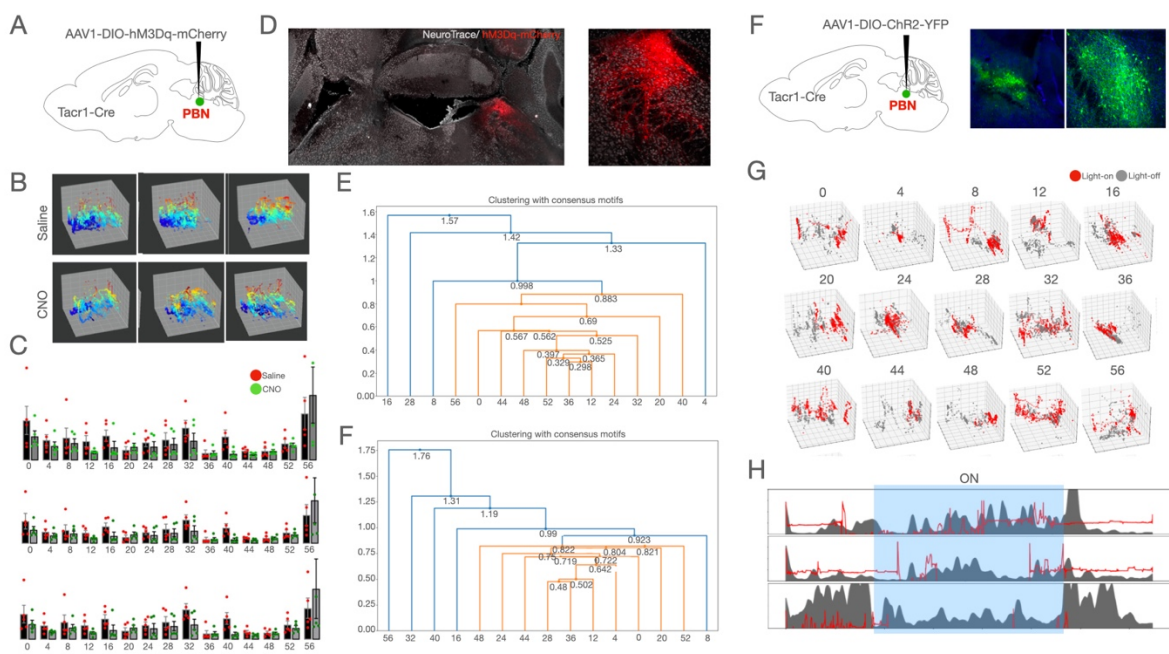 A
AAV1-DIO-hM3Dq-mCherry
Tacr1-Cre
PBN
D
NeuroTrace/ hM3Dq-mCherry
F
AAV1-DIO-ChR2-YFP
Tacr1-Cre
PBN
B
Saline
CNO
C
Saline
CNO
0 4 8 12 16 20 24 28 32 36 40 44 48 52 56
0 4 8 12 16 20 24 28 32 36 40 44 48 52 56
0 4 8 12 16 20 24 28 32 36 40 44 48 52 56
E
Clustering with consensus motifs
1.6
1.4
1.2
1
0.8
0.6
0.4
0.2
0.00
1.57
1.42
1.33
0.998
0.883
0.69
0.567 0.562 0.525
0.397
0.365
0.329
0.298
16 28 8 56 0 44 48 52 36 12 24 32 20 40 4
F
Clustering with consensus motifs
1.75
1.50
1.25
1.00
0.75
0.50
0.25
0.00
1.76
1.31
1.19
0.99
0.923
0.822 0.804 0.821
0.75 0.719 0.722
0.642
0.48 0.502
56 32 40 16 48 24 44 28 36 12 4 0 20 52 8
G
Light-on Light-off
0 4 8 12 16
20 24 28 32 36
40 44 48 52 56
H
ON